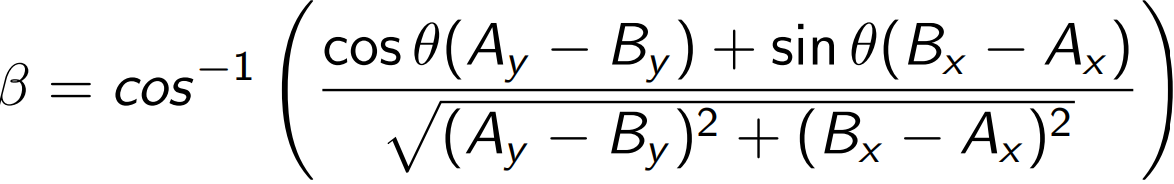 β = cos⁻¹ ( (cos θ(A_y − B_y) + sin θ(B_x − A_x)) / √((A_y − B_y)² + (B_x − A_x)²) )